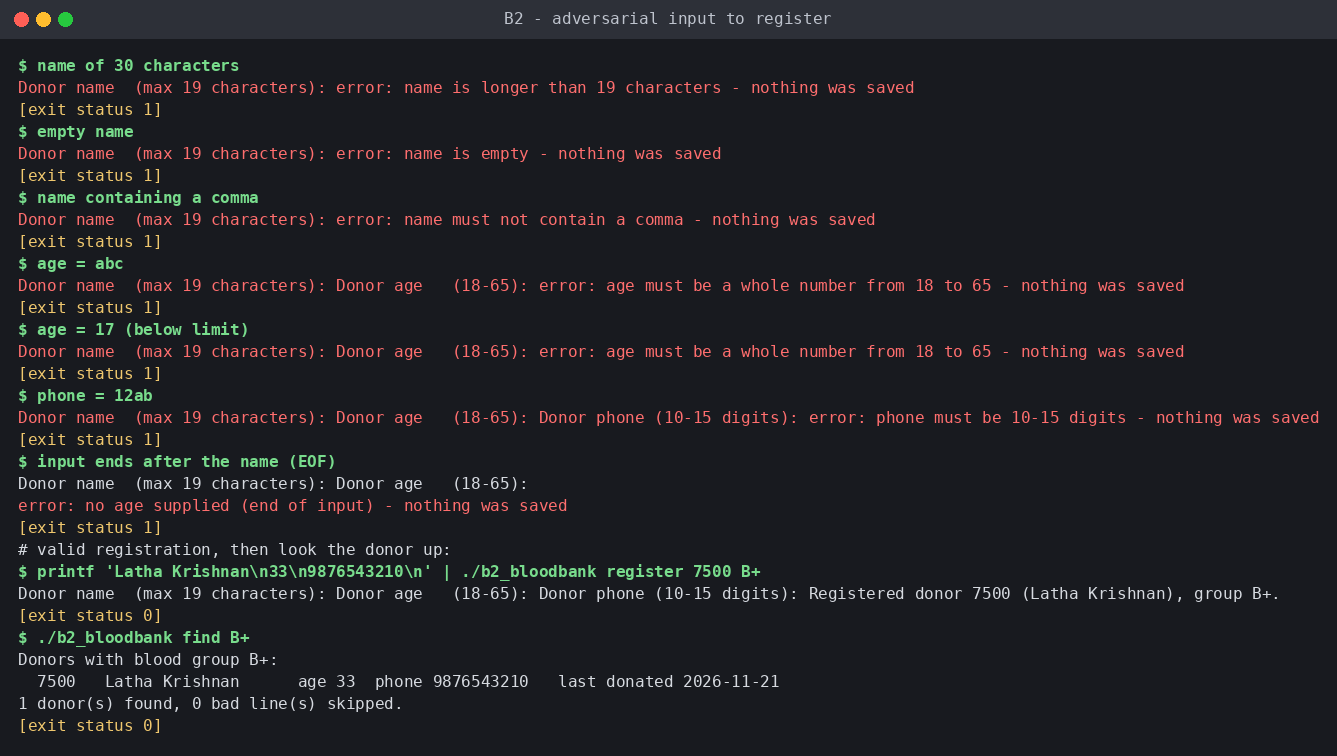 B2 - adversarial input to register
$ name of 30 characters
Donor name  (max 19 characters): error: name is longer than 19 characters - nothing was saved
[exit status 1]
$ empty name
Donor name  (max 19 characters): error: name is empty - nothing was saved
[exit status 1]
$ name containing a comma
Donor name  (max 19 characters): error: name must not contain a comma - nothing was saved
[exit status 1]
$ age = abc
Donor name  (max 19 characters): Donor age   (18-65): error: age must be a whole number from 18 to 65 - nothing was saved
[exit status 1]
$ age = 17 (below limit)
Donor name  (max 19 characters): Donor age   (18-65): error: age must be a whole number from 18 to 65 - nothing was saved
[exit status 1]
$ phone = 12ab
Donor name  (max 19 characters): Donor age   (18-65): Donor phone (10-15 digits): error: phone must be 10-15 digits - nothing was saved
[exit status 1]
$ input ends after the name (EOF)
Donor name  (max 19 characters): Donor age   (18-65):
error: no age supplied (end of input) - nothing was saved
[exit status 1]
# valid registration, then look the donor up:
$ printf 'Latha Krishnan\n33\n9876543210\n' | ./b2_bloodbank register 7500 B+
Donor name  (max 19 characters): Donor age   (18-65): Donor phone (10-15 digits): Registered donor 7500 (Latha Krishnan), group B+.
[exit status 0]
$ ./b2_bloodbank find B+
Donors with blood group B+:
  7500   Latha Krishnan      age 33  phone 9876543210   last donated 2026-11-21
1 donor(s) found, 0 bad line(s) skipped.
[exit status 0]